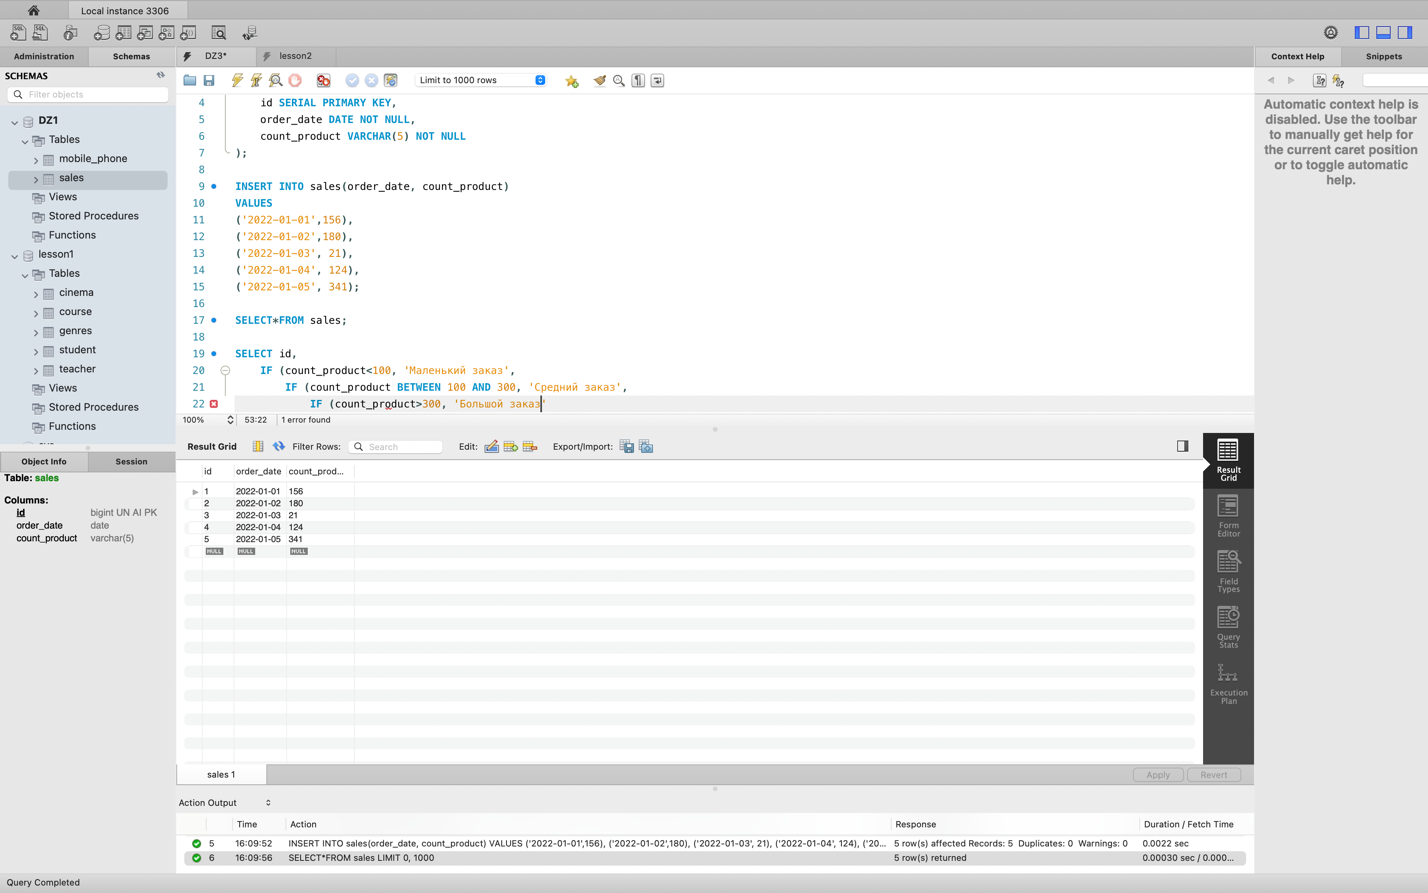 Local instance 3306
Administration
Schemas
DZ3*
lesson2
Context Help
Snippets
SCHEMAS
Filter objects
Limit to 1000 rows
DZ1
Tables
mobile_phone
sales
Views
Stored Procedures
Functions
lesson1
Tables
cinema
course
genres
student
teacher
Views
Stored Procedures
Functions
4 id SERIAL PRIMARY KEY,
5 order_date DATE NOT NULL,
6 count_product VARCHAR(5) NOT NULL
7 );
8
9 INSERT INTO sales(order_date, count_product)
10 VALUES
11 ('2022-01-01',156),
12 ('2022-01-02',180),
13 ('2022-01-03', 21),
14 ('2022-01-04', 124),
15 ('2022-01-05', 341);
16
17 SELECT*FROM sales;
18
19 SELECT id,
20 IF (count_product<100, 'Маленький заказ',
21 IF (count_product BETWEEN 100 AND 300, 'Средний заказ',
22 IF (count_product>300, 'Большой заказ'
100% 53:22 1 error found
Automatic context help is
disabled. Use the toolbar
to manually get help for
the current caret position
or to toggle automatic
help.
Object Info
Session
Table: sales
Columns:
id bigint UN AI PK
order_date date
count_product varchar(5)
Result Grid Filter Rows: Search Edit: Export/Import:
id order_date count_prod...
1 2022-01-01 156
2 2022-01-02 180
3 2022-01-03 21
4 2022-01-04 124
5 2022-01-05 341
NULL NULL NULL
Result
Grid
Form
Editor
Field
Types
Query
Stats
Execution
Plan
sales 1
Apply
Revert
Action Output
Time Action Response Duration / Fetch Time
5 16:09:52 INSERT INTO sales(order_date, count_product) VALUES ('2022-01-01',156), ('2022-01-02',180), ('2022-01-03', 21), ('2022-01-04', 124), ('20... 5 row(s) affected Records: 5 Duplicates: 0 Warnings: 0 0.0022 sec
6 16:09:56 SELECT*FROM sales LIMIT 0, 1000 5 row(s) returned 0.00030 sec / 0.000...
Query Completed